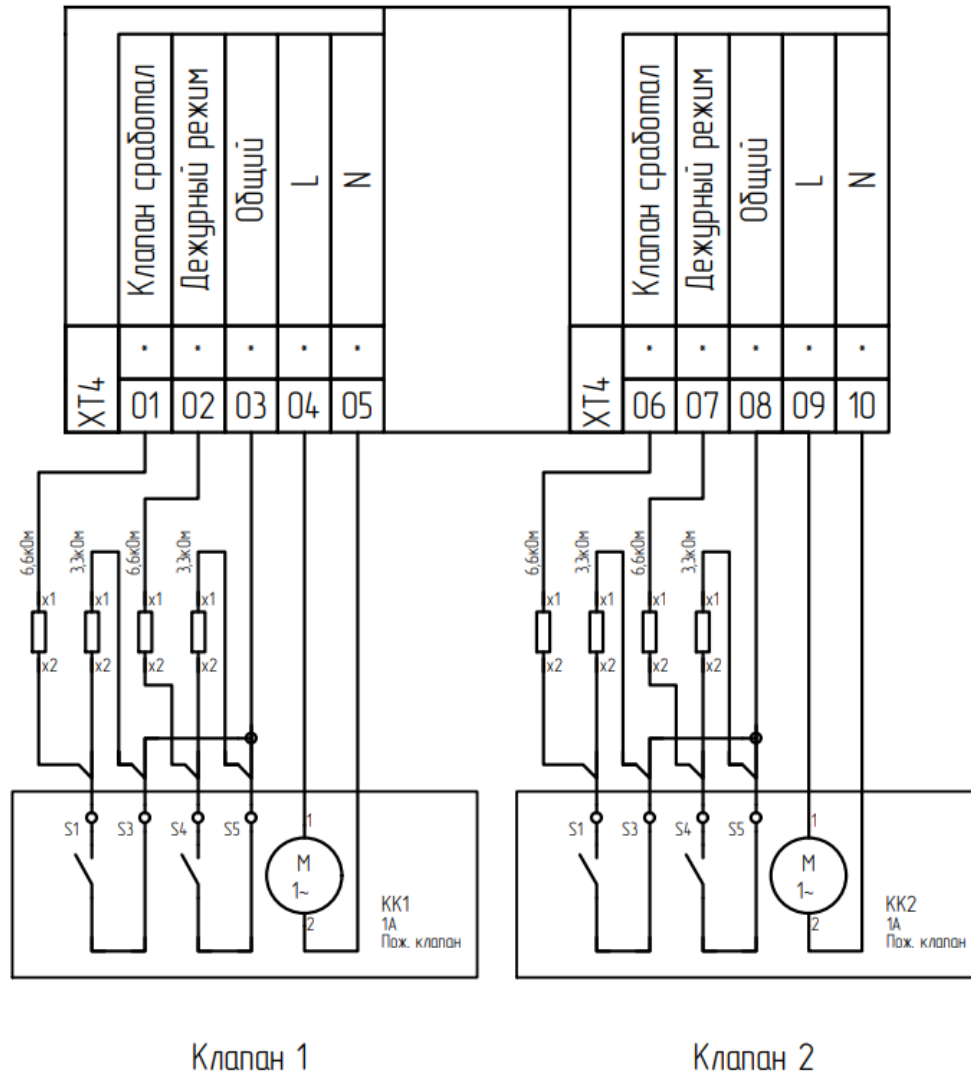 Клапан сработал
Дежурный режим
Общий
L
N
XT4
*
*
*
*
*
01
02
03
04
05
Клапан сработал
Дежурный режим
Общий
L
N
XT4
*
*
*
*
*
06
07
08
09
10
6,6кОм
3,3кОм
6,6кОм
3,3кОм
x1
x1
x1
x1
x2
x2
x2
x2
6,6кОм
3,3кОм
6,6кОм
3,3кОм
x1
x1
x1
x1
x2
x2
x2
x2
S1
S3
S4
S5
1
M
1~
2
KK1
1А
Пож. клапан
S1
S3
S4
S5
1
M
1~
2
KK2
1А
Пож. клапан
Клапан 1
Клапан 2